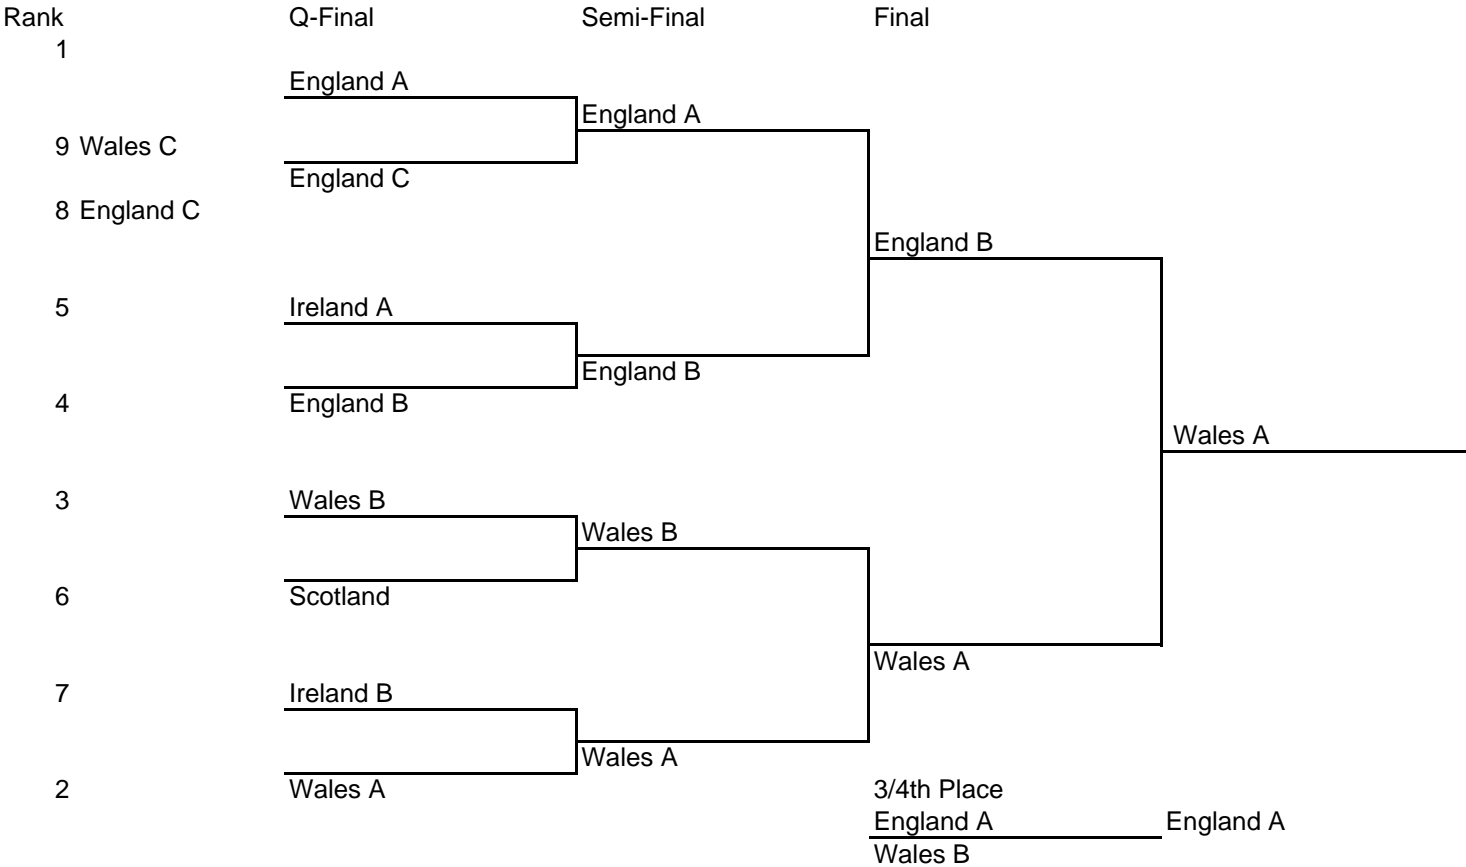 Rank Q-Final Semi-Final Final
1
England A
England A
9 Wales C
England C
8 England C
England B
5 Ireland A
England B
4 England B
Wales A
3 Wales B
Wales B
6 Scotland
Wales A
7 Ireland B
Wales A
2 Wales A 3/4th Place
England A England A
Wales B